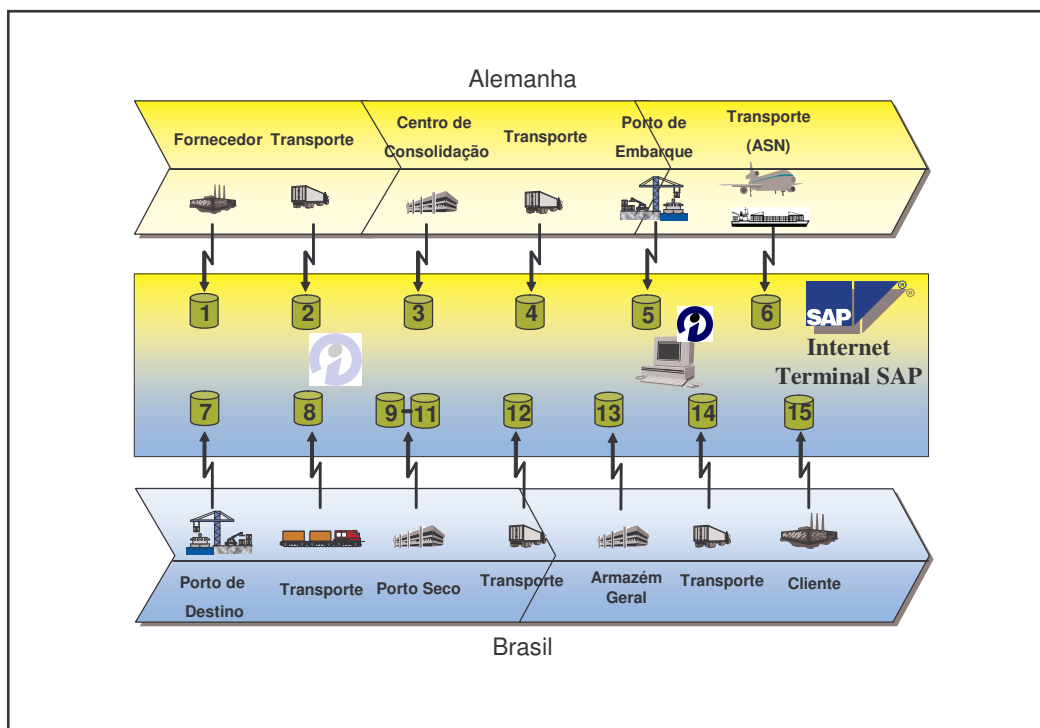 Alemanha
Fornecedor
Transporte
Centro de
Consolidação
Transporte
Porto de
Embarque
Transporte
(ASN)
1
2
3
4
5
6
SAP
®
®
Internet
Terminal SAP
7
8
9
11
12
13
14
15
Porto de
Destino
Transporte
Porto Seco
Transporte
Armazém
Geral
Transporte
Cliente
Brasil